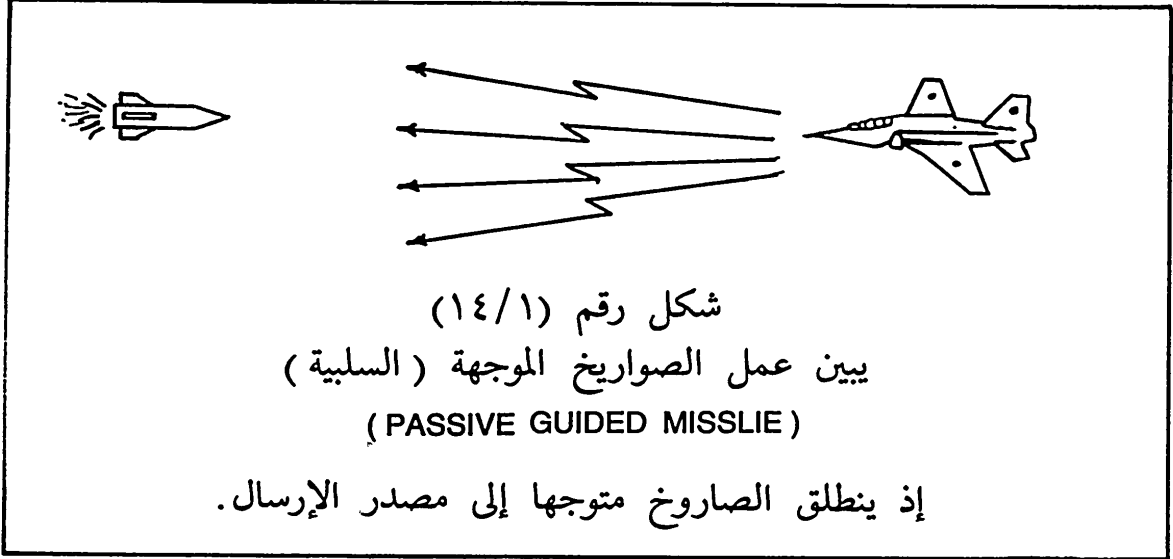 شكل رقم (١٤/١)
يبين عمل الصواريخ الموجهة (السلبية)
(PASSIVE GUIDED MISSLIE)
إذ ينطلق الصاروخ متوجها إلى مصدر الإرسال.